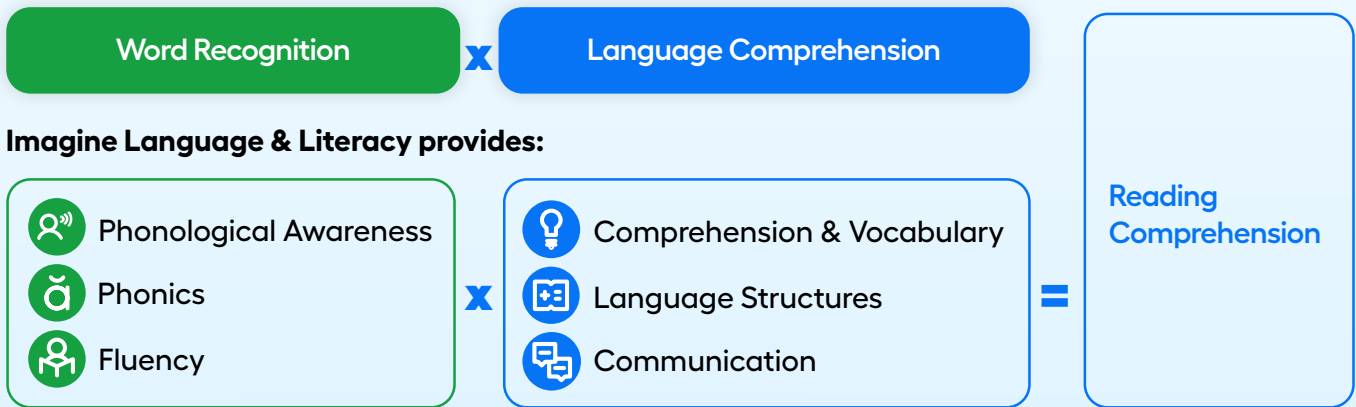 Word Recognition x Language Comprehension
Imagine Language & Literacy provides:
Phonological Awareness
Phonics
Fluency
x
Comprehension & Vocabulary
Language Structures
Communication
=
Reading
Comprehension